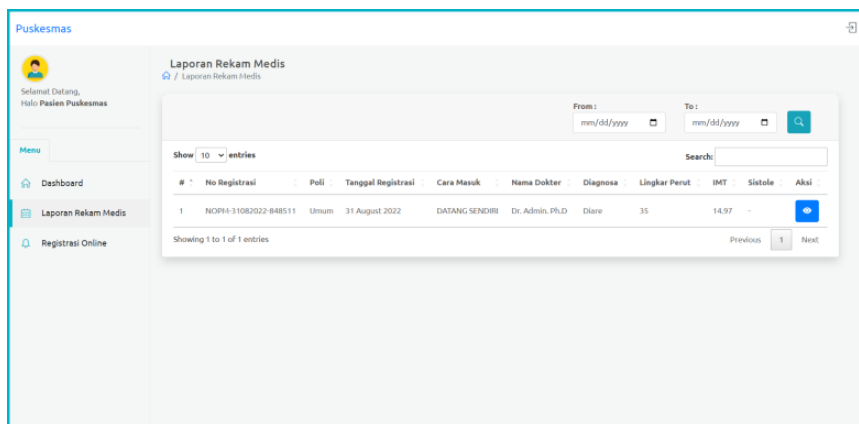 Puskesmas
Selamat Datang,
Halo Pasien Puskesmas
Menu
Dashboard
Laporan Rekam Medis
Registrasi Online
Laporan Rekam Medis
/ Laporan Rekam Medis
From : To :
mm/dd/yyyy mm/dd/yyyy
Show 10 entries Search:
# No Registrasi Poli Tanggal Registrasi Cara Masuk Nama Dokter Diagnosa Lingkar Perut IMT Sistole Aksi
1 NOPM-31082022-848511 Umum 31 August 2022 DATANG SENDIRI Dr. Admin. Ph.D Diare 35 14.97 -
Showing 1 to 1 of 1 entries Previous 1 Next